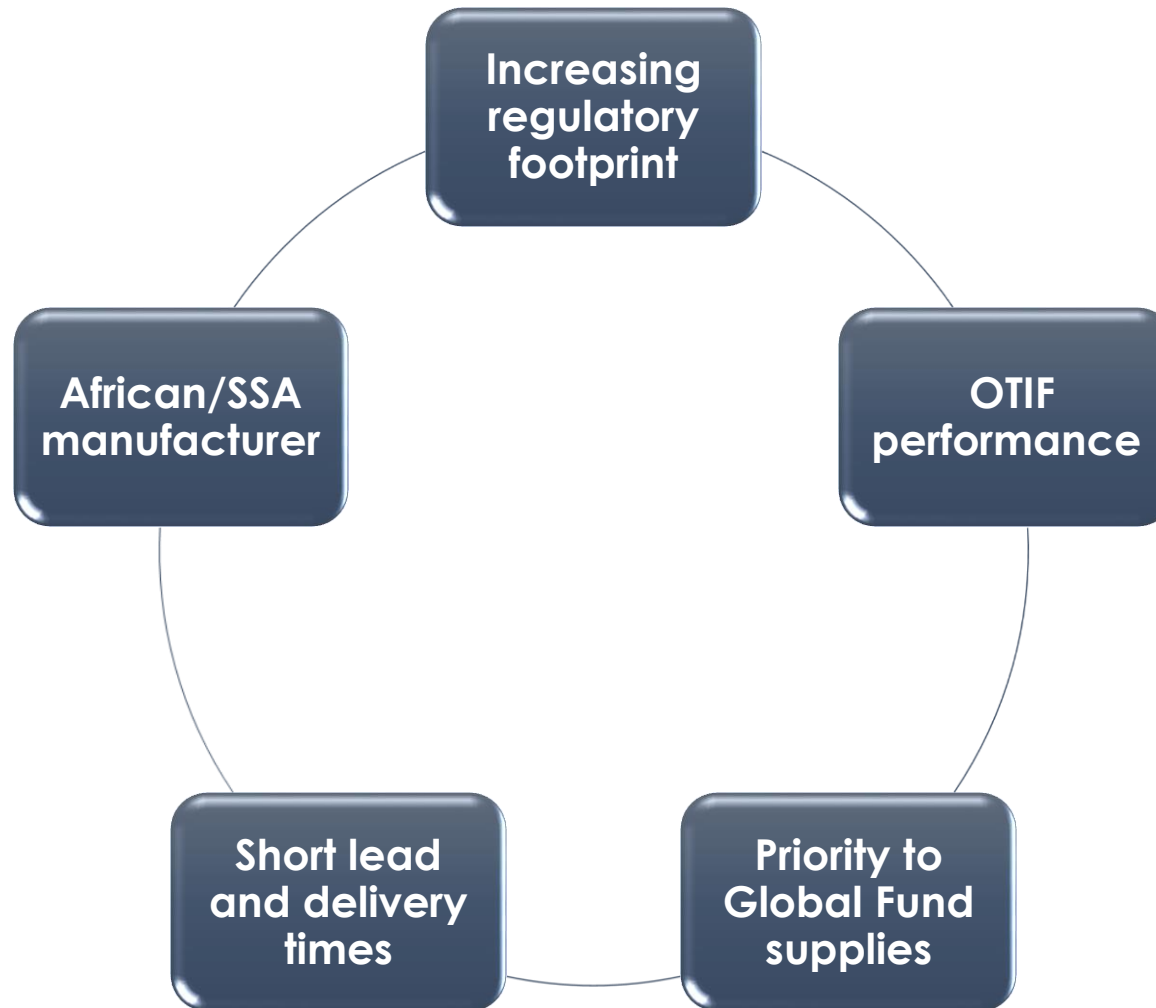 Increasing
regulatory
footprint
African/SSA
manufacturer
OTIF
performance
Short lead
and delivery
times
Priority to
Global Fund
supplies